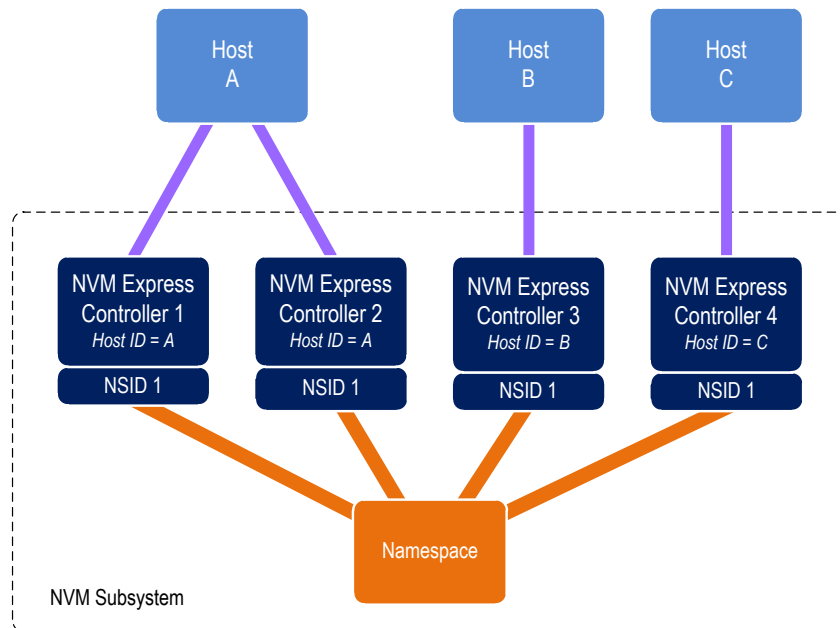 Host
A
Host
B
Host
C
NVM Express
Controller 1
Host ID = A
NVM Express
Controller 2
Host ID = A
NVM Express
Controller 3
Host ID = B
NVM Express
Controller 4
Host ID = C
NSID 1
NSID 1
NSID 1
NSID 1
Namespace
NVM Subsystem